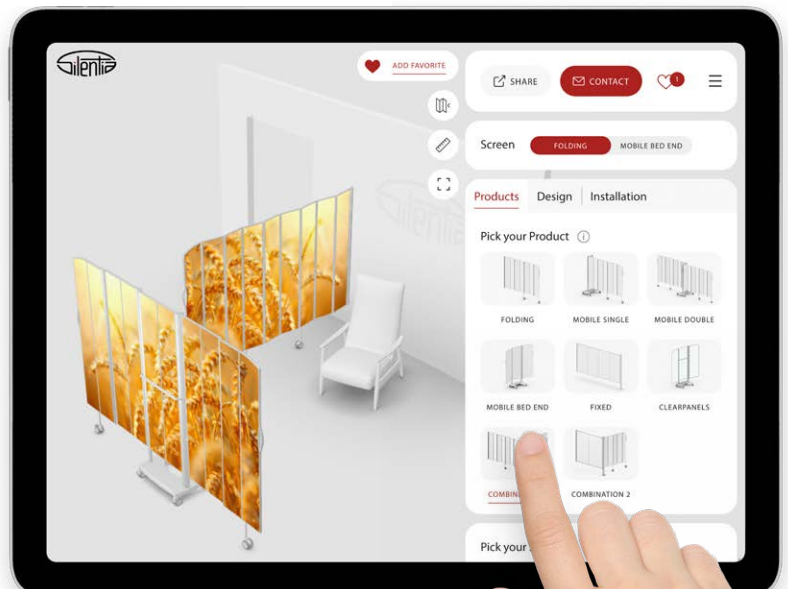 Silentia
ADD FAVORITE
SHARE
CONTACT
1
Screen
FOLDING
MOBILE BED END
Products
Design
Installation
Pick your Product
FOLDING
MOBILE SINGLE
MOBILE DOUBLE
MOBILE BED END
FIXED
CLEARPANELS
COMBINATION 2
Pick your